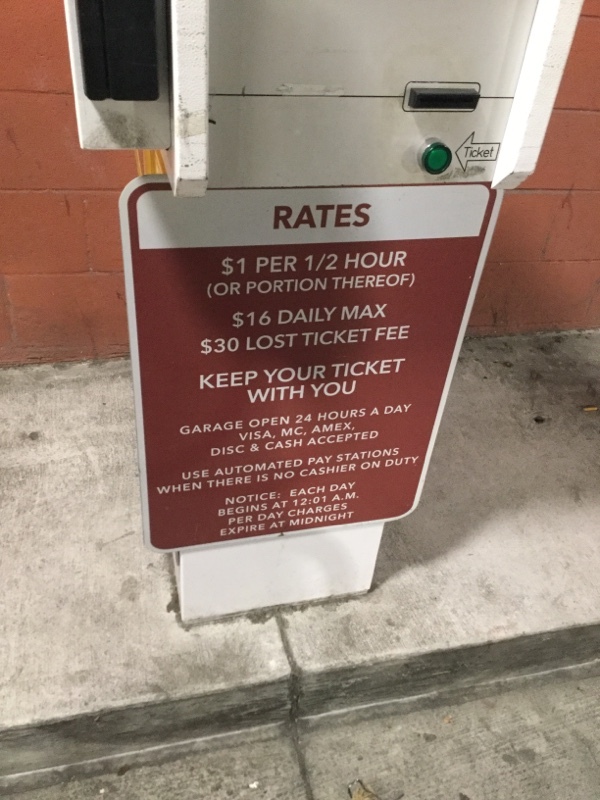 Ticket
RATES
$1 PER 1/2 HOUR
(OR PORTION THEREOF)
$16 DAILY MAX
$30 LOST TICKET FEE
KEEP YOUR TICKET
WITH YOU
GARAGE OPEN 24 HOURS A DAY
VISA, MC, AMEX,
DISC & CASH ACCEPTED
USE AUTOMATED PAY STATIONS
WHEN THERE IS NO CASHIER ON DUTY
NOTICE: EACH DAY
BEGINS AT 12:01 A.M.
PER DAY CHARGES
EXPIRE AT MIDNIGHT